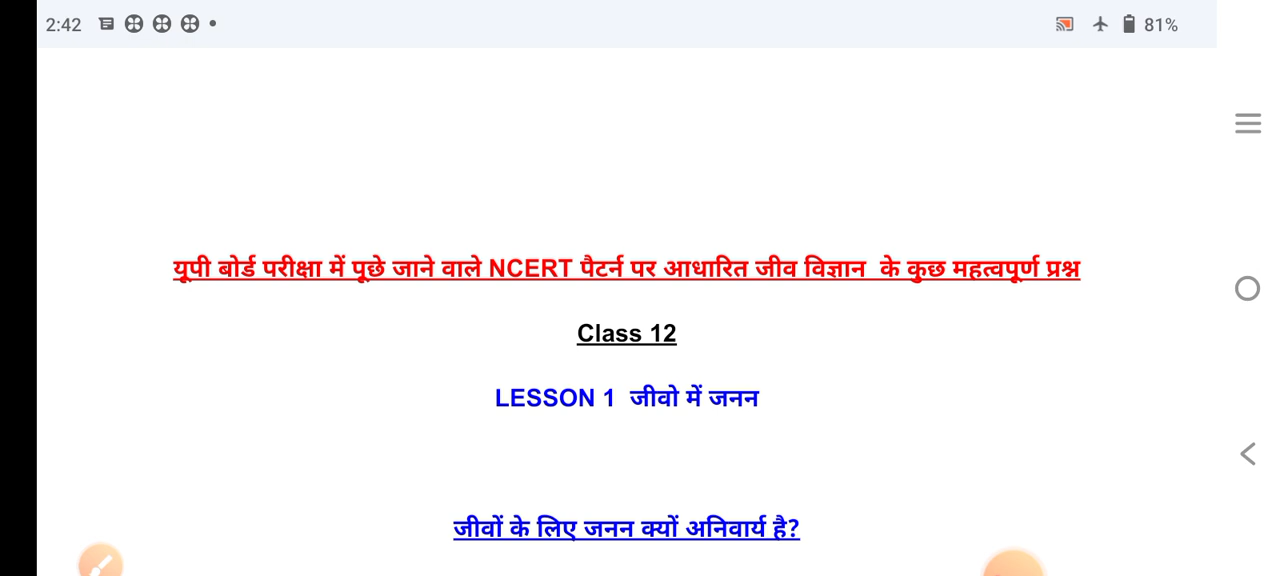 2:42 81%
यूपी बोर्ड परीक्षा में पूछे जाने वाले NCERT पैटर्न पर आधारित जीव विज्ञान के कुछ महत्वपूर्ण प्रश्न
Class 12
LESSON 1 जीवो में जनन
जीवों के लिए जनन क्यों अनिवार्य है?